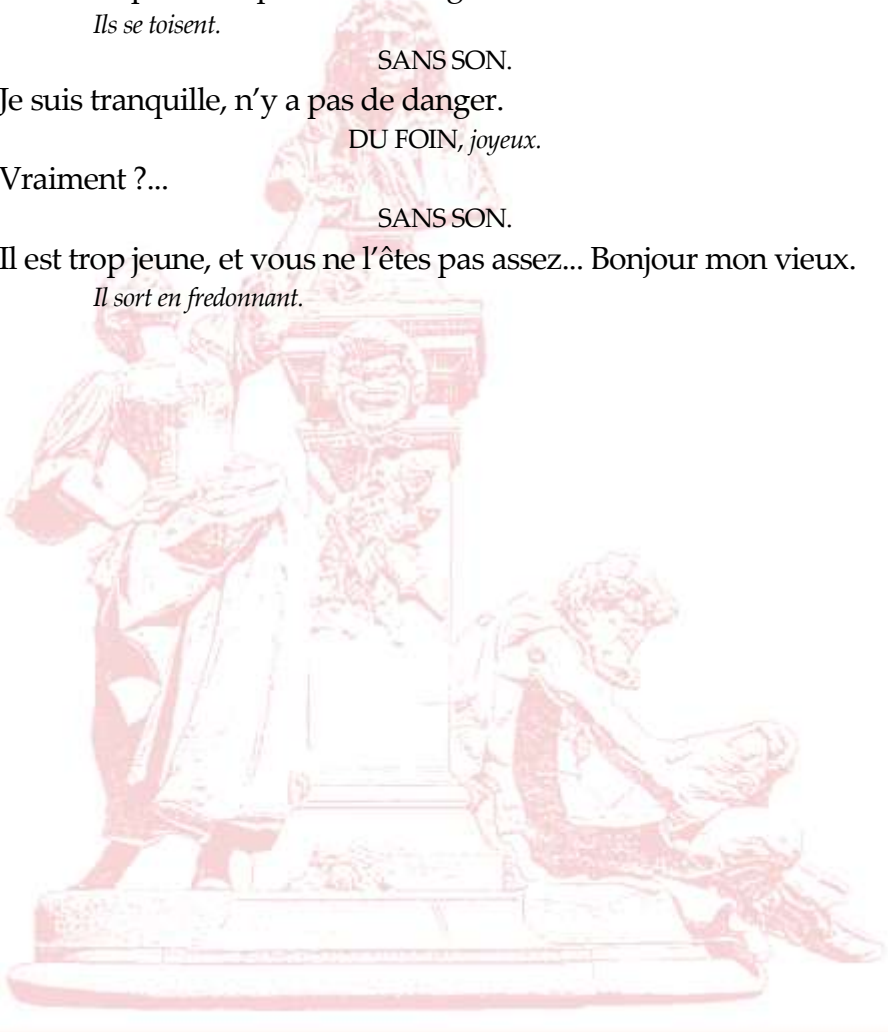 Ils se toisent.
SANS SON.
Je suis tranquille, n’y a pas de danger.
DU FOIN, joyeux.
Vraiment ?...
SANS SON.
Il est trop jeune, et vous ne l’êtes pas assez... Bonjour mon vieux.
Il sort en fredonnant.